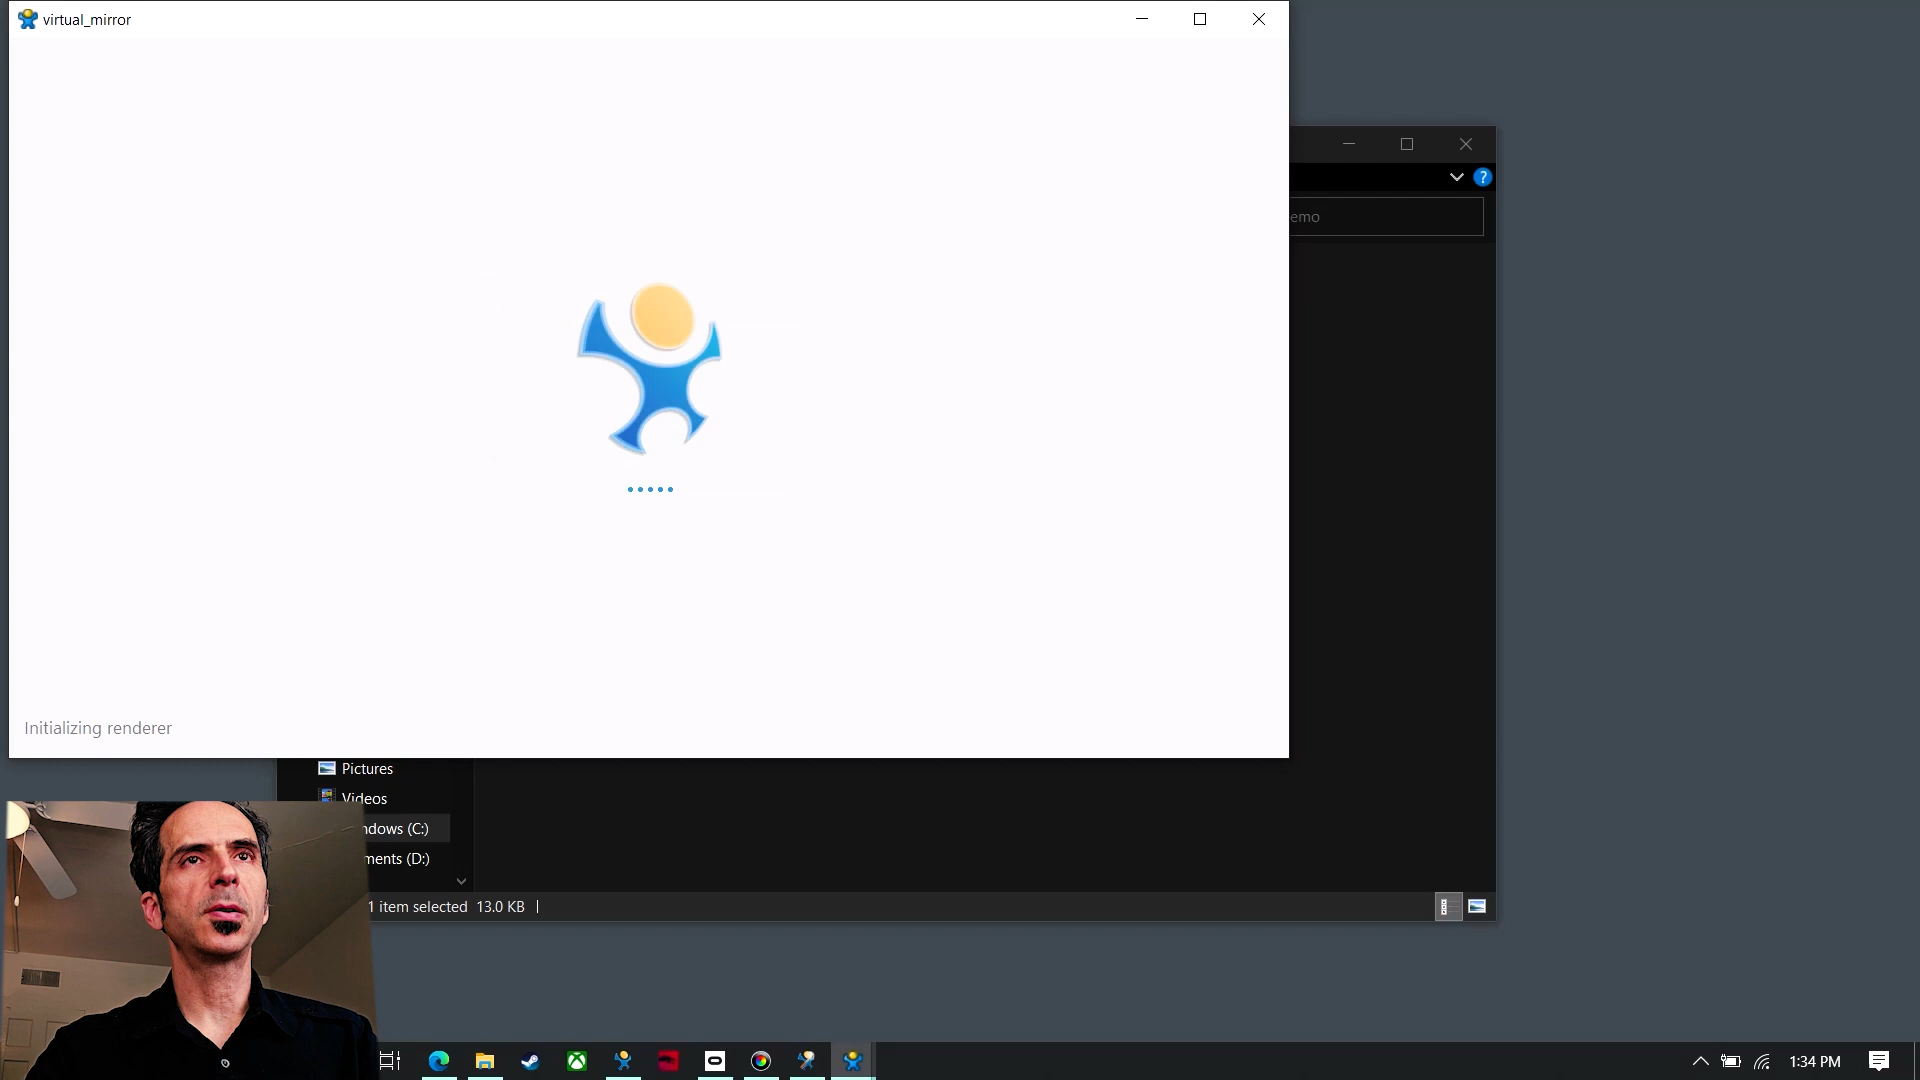 virtual_mirror
?
emo
Initializing renderer
Pictures
Videos
ndows (C:)
ments (D:)
1 item selected 13.0 KB
1:34 PM